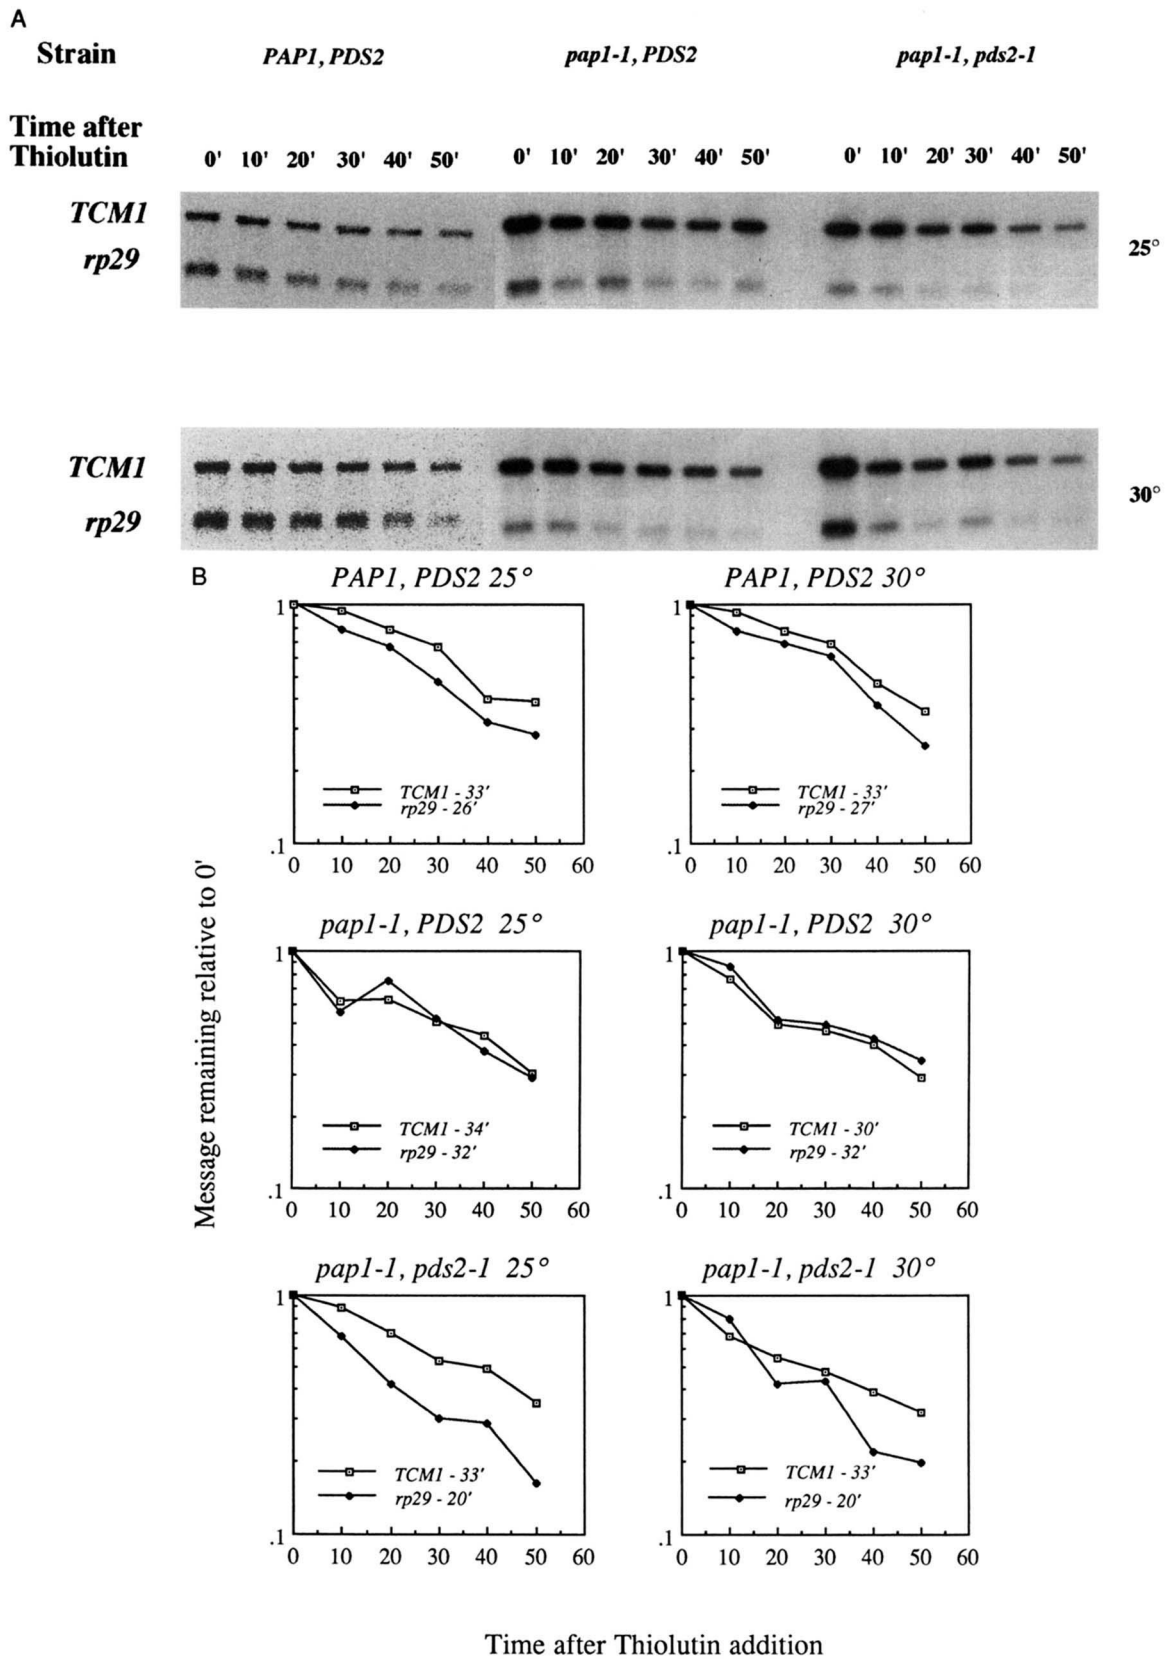 A
Strain PAP1, PDS2 pap1-1, PDS2 pap1-1, pds2-1
Time after
Thiolutin 0' 10' 20' 30' 40' 50' 0' 10' 20' 30' 40' 50' 0' 10' 20' 30' 40' 50'
TCM1
rp29
25°
TCM1
rp29
30°
B
PAP1, PDS2 25° PAP1, PDS2 30°
1 1
TCM1 - 33' TCM1 - 33'
rp29 - 26' rp29 - 27'
.1 .1
0 10 20 30 40 50 60 0 10 20 30 40 50 60
pap1-1, PDS2 25° pap1-1, PDS2 30°
1 1
TCM1 - 34' TCM1 - 30'
rp29 - 32' rp29 - 32'
.1 .1
0 10 20 30 40 50 60 0 10 20 30 40 50 60
pap1-1, pds2-1 25° pap1-1, pds2-1 30°
1 1
TCM1 - 33' TCM1 - 33'
rp29 - 20' rp29 - 20'
.1 .1
0 10 20 30 40 50 60 0 10 20 30 40 50 60
Message remaining relative to 0'
Time after Thiolutin addition